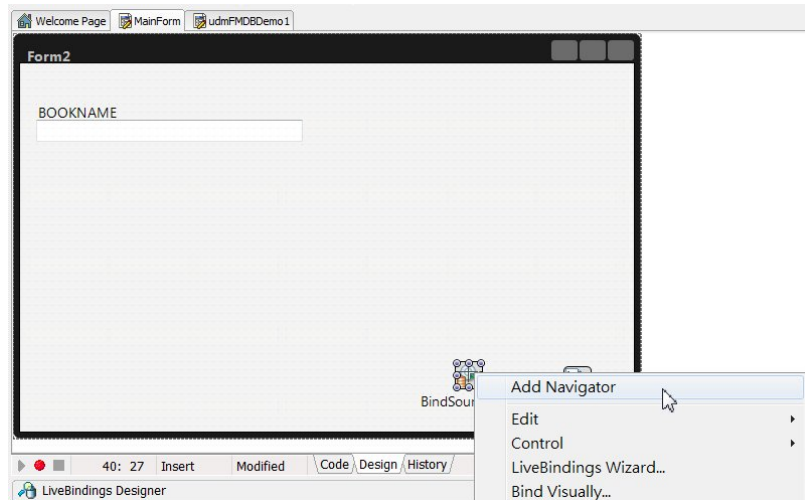 Welcome Page MainForm udmFMDBDemo1
Form2
BOOKNAME
BindSour
Add Navigator
Edit
Control
LiveBindings Wizard...
Bind Visually...
40: 27 Insert Modified Code Design History
LiveBindings Designer